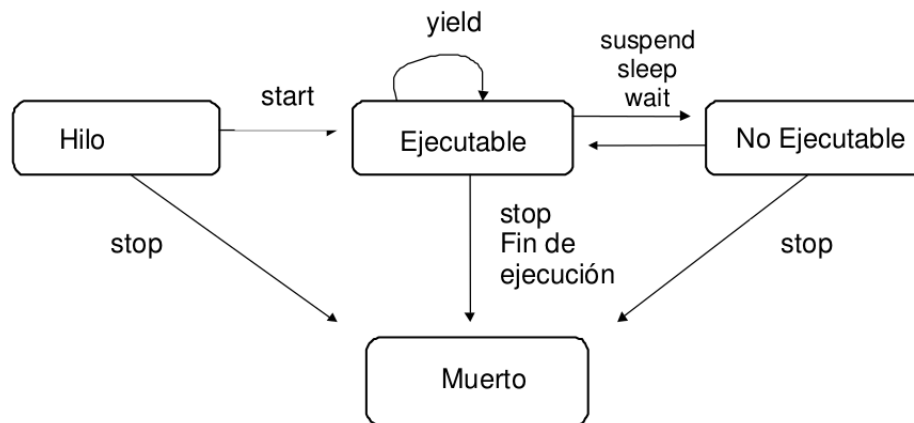 yield
suspend
sleep
wait
start
Hilo
Ejecutable
No Ejecutable
stop
stop
Fin de
ejecución
stop
Muerto